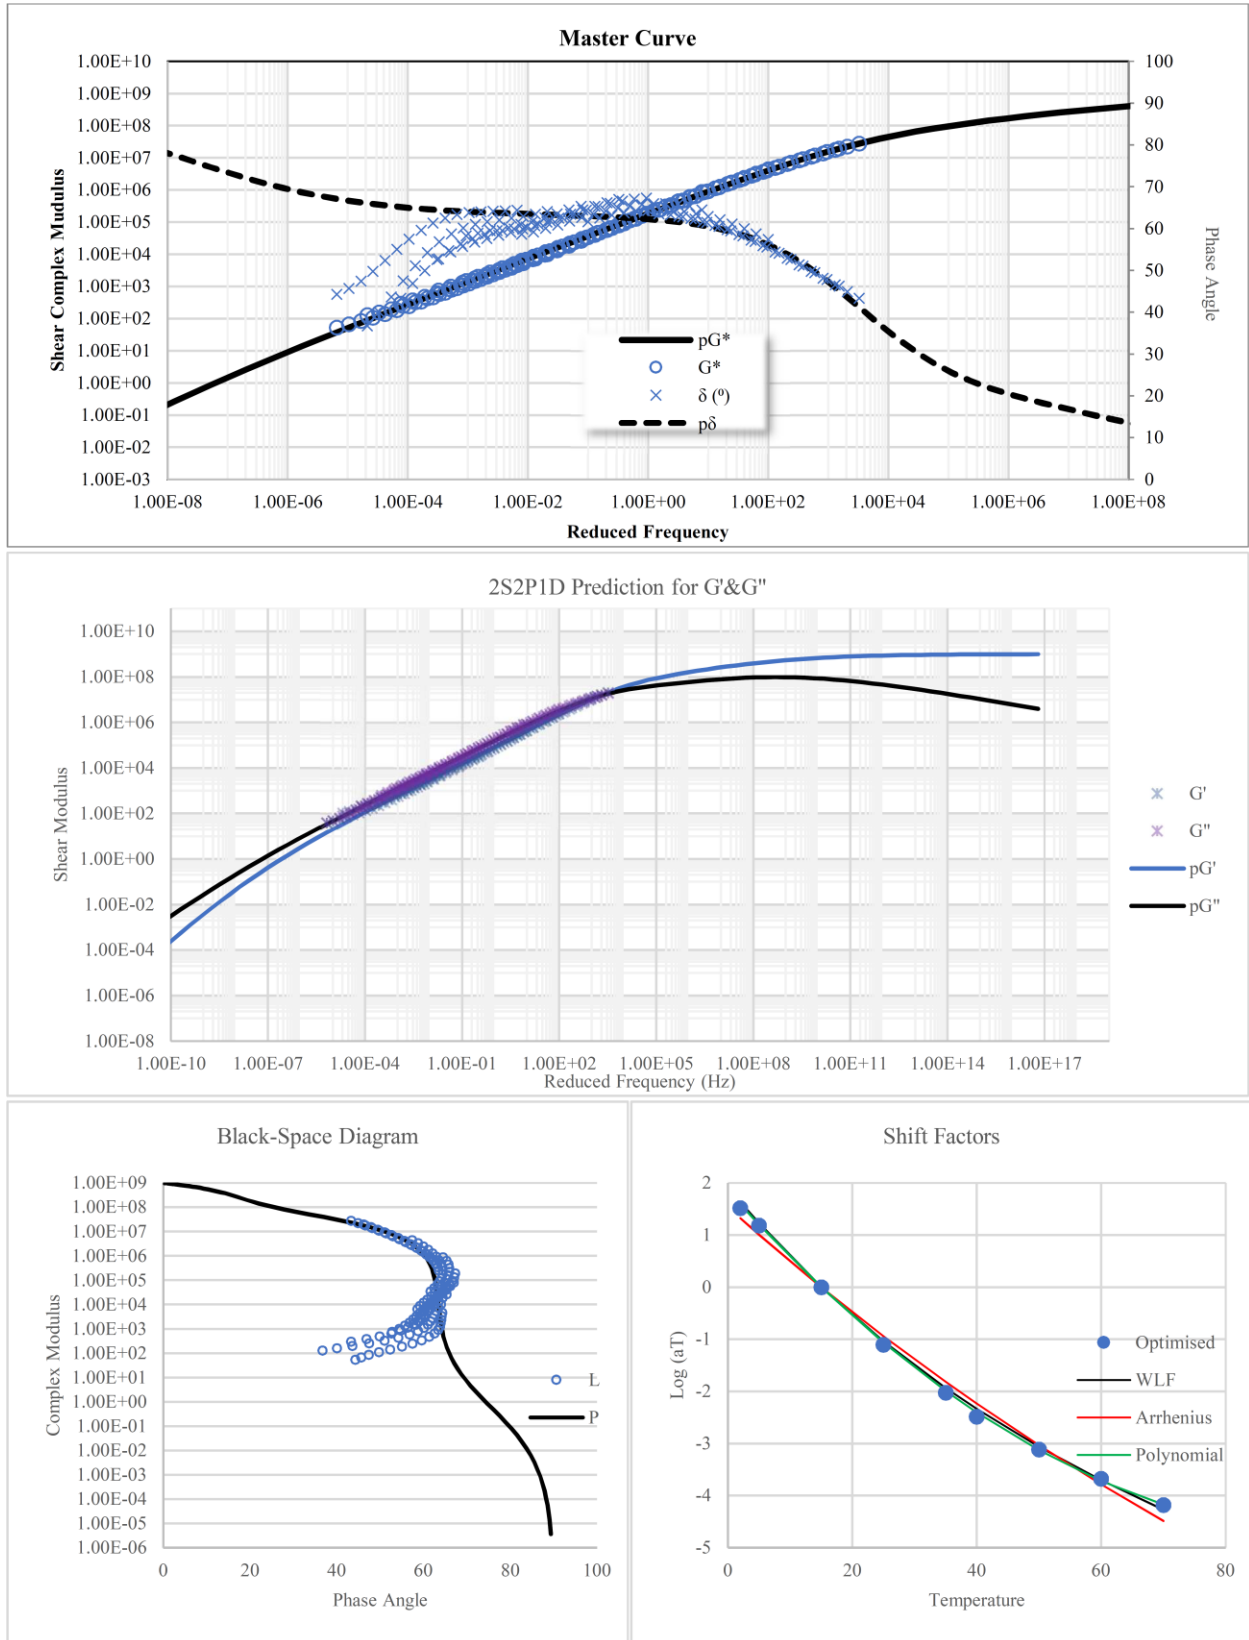 Master Curve
1.00E+10
1.00E+09
1.00E+08
1.00E+07
1.00E+06
1.00E+05
1.00E+04
1.00E+03
1.00E+02
1.00E+01
1.00E+00
1.00E-01
1.00E-02
1.00E-03
Shear Complex Mudulus
100
90
80
70
60
50
40
30
20
10
0
Phase Angle
pG*
G*
δ (º)
pδ
1.00E-08 1.00E-06 1.00E-04 1.00E-02 1.00E+00 1.00E+02 1.00E+04 1.00E+06 1.00E+08
Reduced Frequency
2S2P1D Prediction for G'&G"
1.00E+10
1.00E+08
1.00E+06
1.00E+04
1.00E+02
1.00E+00
1.00E-02
1.00E-04
1.00E-06
1.00E-08
Shear Modulus
G'
G"
pG'
pG"
1.00E-10 1.00E-07 1.00E-04 1.00E-01 1.00E+02 1.00E+05 1.00E+08 1.00E+11 1.00E+14 1.00E+17
Reduced Frequency (Hz)
Black-Space Diagram
1.00E+09
1.00E+08
1.00E+07
1.00E+06
1.00E+05
1.00E+04
1.00E+03
1.00E+02
1.00E+01
1.00E+00
1.00E-01
1.00E-02
1.00E-03
1.00E-04
1.00E-05
1.00E-06
Complex Modulus
L
P
0 20 40 60 80 100
Phase Angle
Shift Factors
2
1
0
-1
-2
-3
-4
-5
Log (aT)
Optimised
WLF
Arrhenius
Polynomial
0 20 40 60 80
Temperature